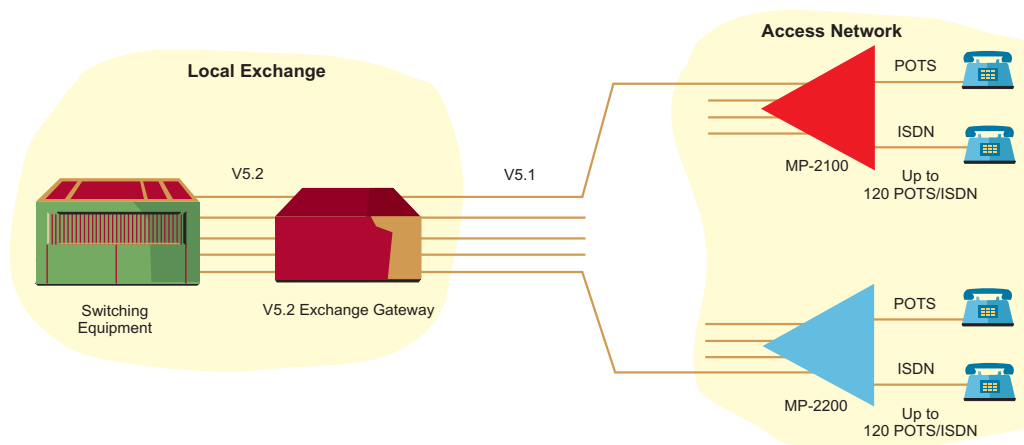 Access Network
Local Exchange
POTS
ISDN
MP-2100
Up to
120 POTS/ISDN
V5.2
V5.1
Switching
Equipment
V5.2 Exchange Gateway
POTS
ISDN
MP-2200
Up to
120 POTS/ISDN